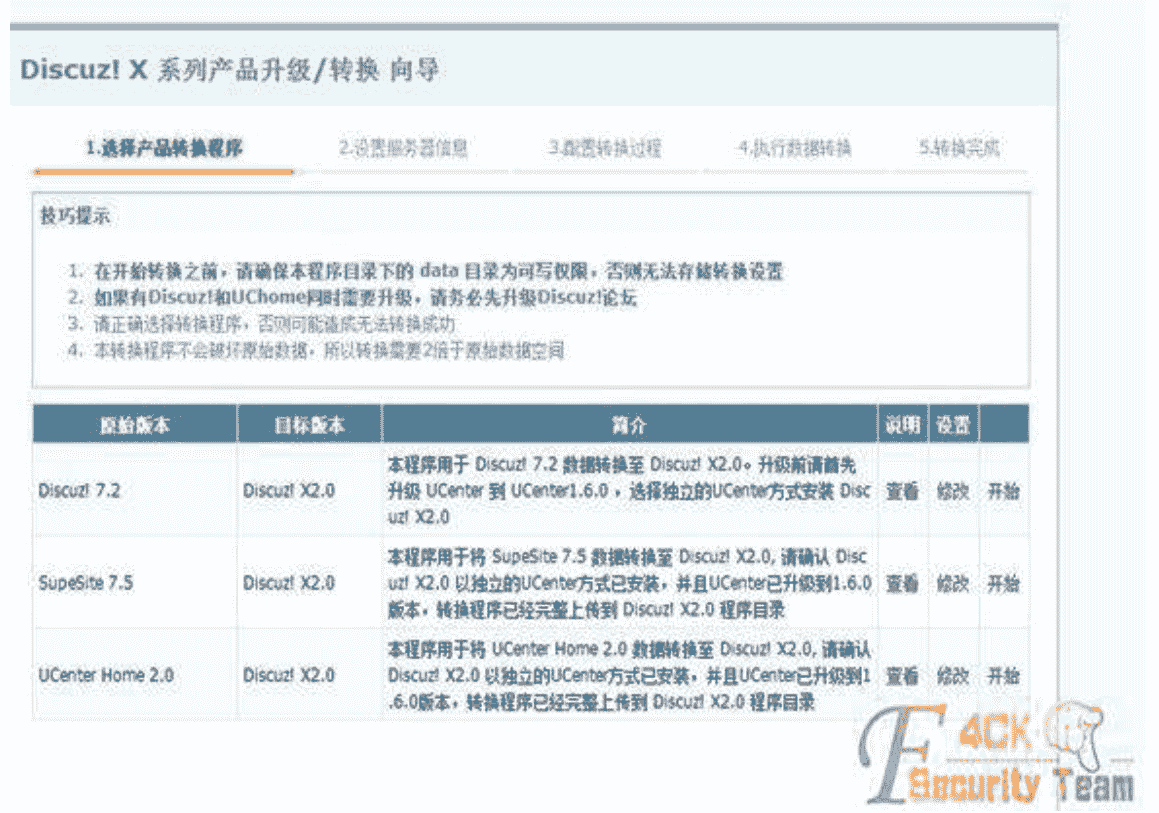 Discuz! X 系列产品升级/转换 向导
1.选择产品转换程序 2.设置服务器信息 3.配置转换过程 4.执行数据转换 5.转换完成
技巧提示
1. 在开始转换之前，请确保本程序目录下的 data 目录为可写权限，否则无法存储转换设置
2. 如果有Discuz!和UChome同时需要升级，请务必先升级Discuz!论坛
3. 请正确选择转换程序，否则可能造成无法转换成功
4. 本转换程序不会破坏原始数据，所以转换需要2倍于原始数据空间
原始版本 目标版本 简介 说明 设置
Discuz! 7.2 Discuz! X2.0 本程序用于 Discuz! 7.2 数据转换至 Discuz! X2.0。升级前请首先
升级 UCenter 到 UCenter1.6.0 ，选择独立的UCenter方式安装 Disc
uz! X2.0
查看 修改 开始
SupeSite 7.5 Discuz! X2.0 本程序用于将 SupeSite 7.5 数据转换至 Discuz! X2.0, 请确认 Disc
uz! X2.0 以独立的UCenter方式已安装，并且UCenter已升级到1.6.0
版本，转换程序已经完整上传到 Discuz! X2.0 程序目录
查看 修改 开始
UCenter Home 2.0 Discuz! X2.0 本程序用于将 UCenter Home 2.0 数据转换至 Discuz! X2.0, 请确认
Discuz! X2.0 以独立的UCenter方式已安装，并且UCenter已升级到1
.6.0版本，转换程序已经完整上传到 Discuz! X2.0 程序目录
查看 修改 开始
F4CK
Security Team